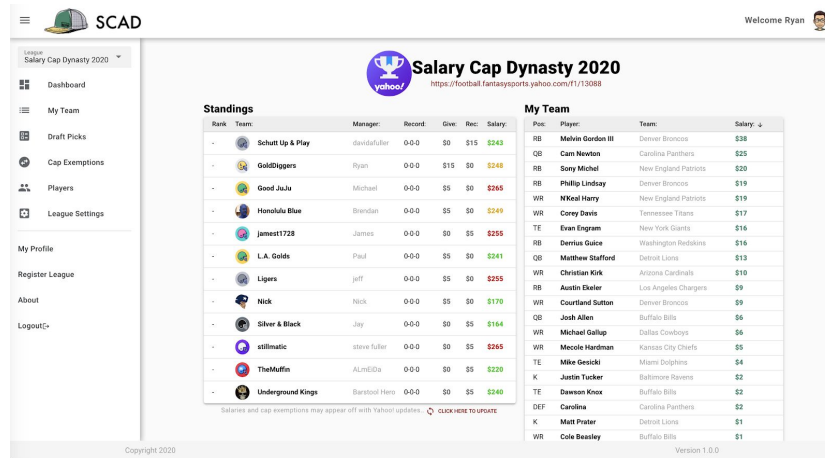 SCAD
Welcome Ryan
League
Salary Cap Dynasty 2020
Dashboard
My Team
Draft Picks
Cap Exemptions
Players
League Settings
My Profile
Register League
About
Logout
yahoo!
Salary Cap Dynasty 2020
https://football.fantasysports.yahoo.com/f1/13088
Standings
Rank Team: Manager: Record: Give: Rec: Salary:
- Schutt Up & Play davidafuller 0-0-0 $0 $15 $243
- GoldDiggers Ryan 0-0-0 $15 $0 $248
- Good JuJu Michael 0-0-0 $5 $0 $265
- Honolulu Blue Brendan 0-0-0 $5 $0 $249
- jamest1728 James 0-0-0 $0 $5 $255
- L.A. Golds Paul 0-0-0 $5 $0 $241
- Ligers jeff 0-0-0 $5 $0 $255
- Nick Nick 0-0-0 $5 $0 $170
- Silver & Black Jay 0-0-0 $0 $5 $164
- stillmatic steve fuller 0-0-0 $0 $5 $265
- TheMuffin ALmEiDa 0-0-0 $0 $5 $220
- Underground Kings Barstool Hero 0-0-0 $0 $5 $240
Salaries and cap exemptions may appear off with Yahoo! updates.. CLICK HERE TO UPDATE
My Team
Pos: Player: Team: Salary: ↓
RB Melvin Gordon III Denver Broncos $38
QB Cam Newton Carolina Panthers $25
RB Sony Michel New England Patriots $20
RB Phillip Lindsay Denver Broncos $19
WR N'Keal Harry New England Patriots $19
WR Corey Davis Tennessee Titans $17
TE Evan Engram New York Giants $16
RB Derrius Guice Washington Redskins $16
QB Matthew Stafford Detroit Lions $13
WR Christian Kirk Arizona Cardinals $10
RB Austin Ekeler Los Angeles Chargers $9
WR Courtland Sutton Denver Broncos $9
QB Josh Allen Buffalo Bills $6
WR Michael Gallup Dallas Cowboys $6
WR Mecole Hardman Kansas City Chiefs $5
TE Mike Gesicki Miami Dolphins $4
K Justin Tucker Baltimore Ravens $2
TE Dawson Knox Buffalo Bills $2
DEF Carolina Carolina Panthers $2
K Matt Prater Detroit Lions $1
WR Cole Beasley Buffalo Bills $1
Copyright 2020
Version 1.0.0